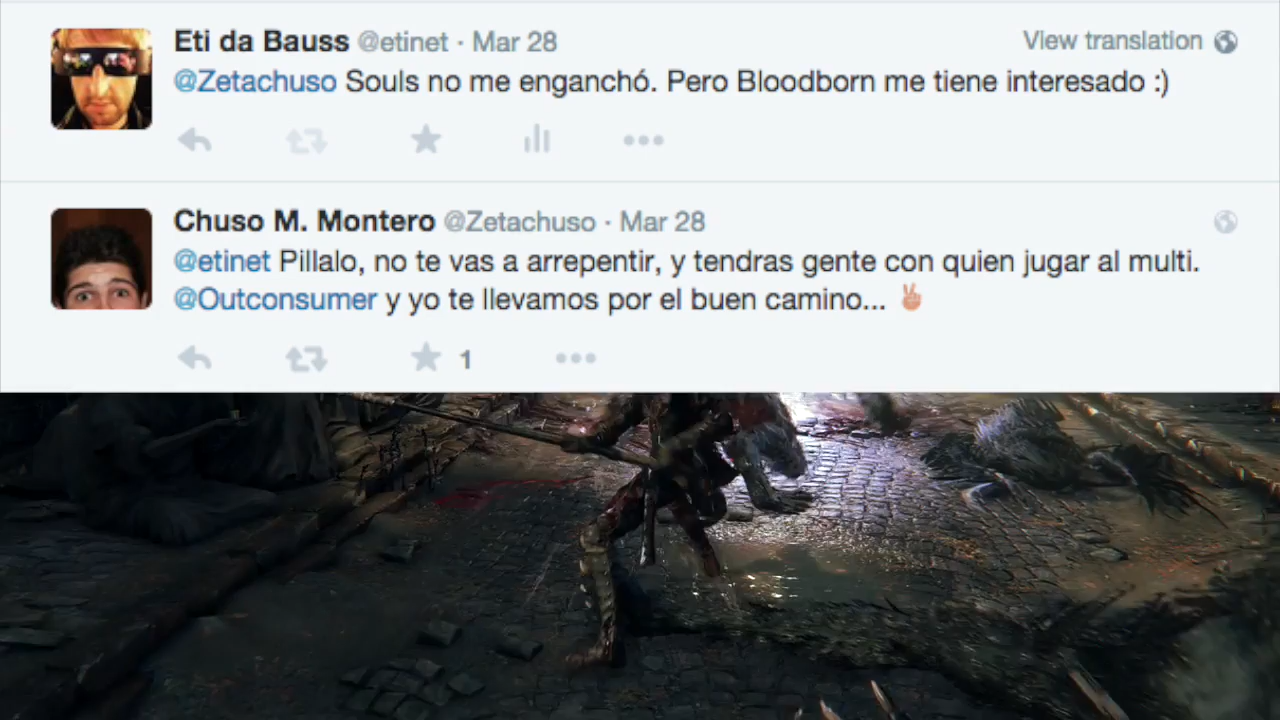 Eti da Bauss @etinet · Mar 28 View translation
@Zetachuso Souls no me enganchó. Pero Bloodborn me tiene interesado :)
Chuso M. Montero @Zetachuso · Mar 28
@etinet Pillalo, no te vas a arrepentir, y tendras gente con quien jugar al multi.
@Outconsumer y yo te llevamos por el buen camino... ✌
1